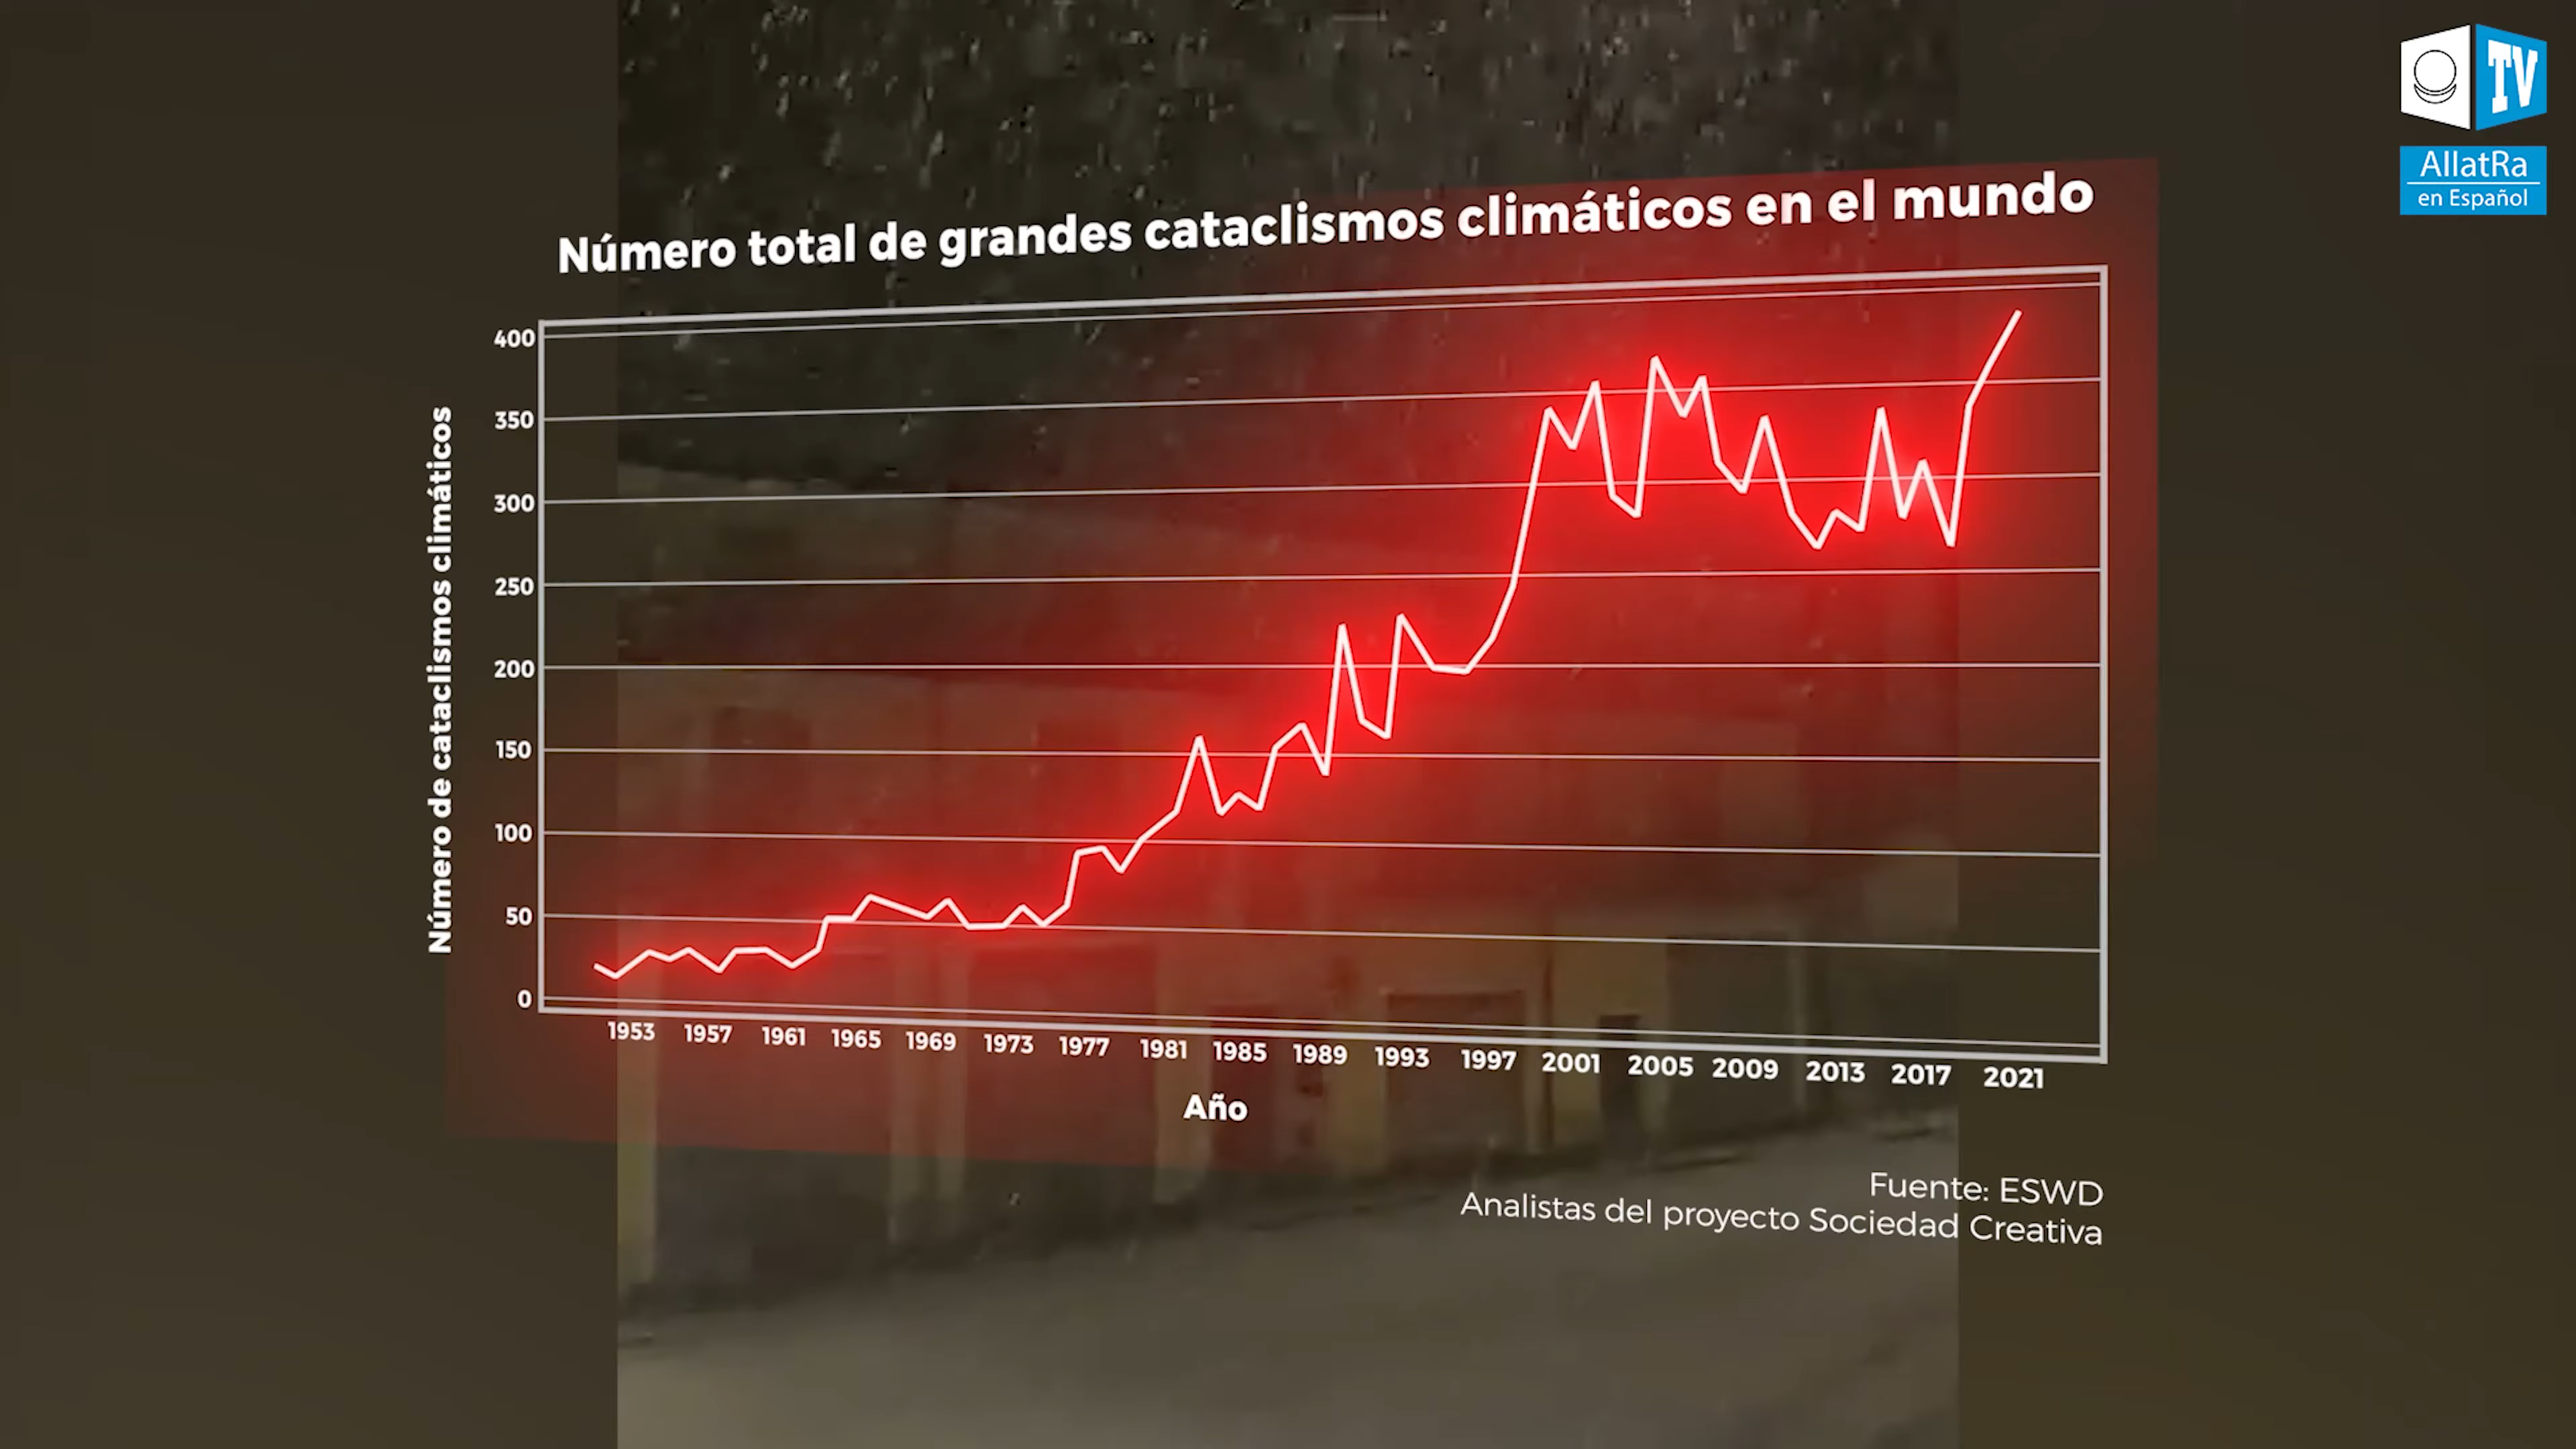 TV
AllatRa
en Español
Número total de grandes cataclismos climáticos en el mundo
Número de cataclismos climáticos
400
350
300
250
200
150
100
50
0
1953 1957 1961 1965 1969 1973 1977 1981 1985 1989 1993 1997 2001 2005 2009 2013 2017 2021
Año
Fuente: ESWD
Analistas del proyecto Sociedad Creativa